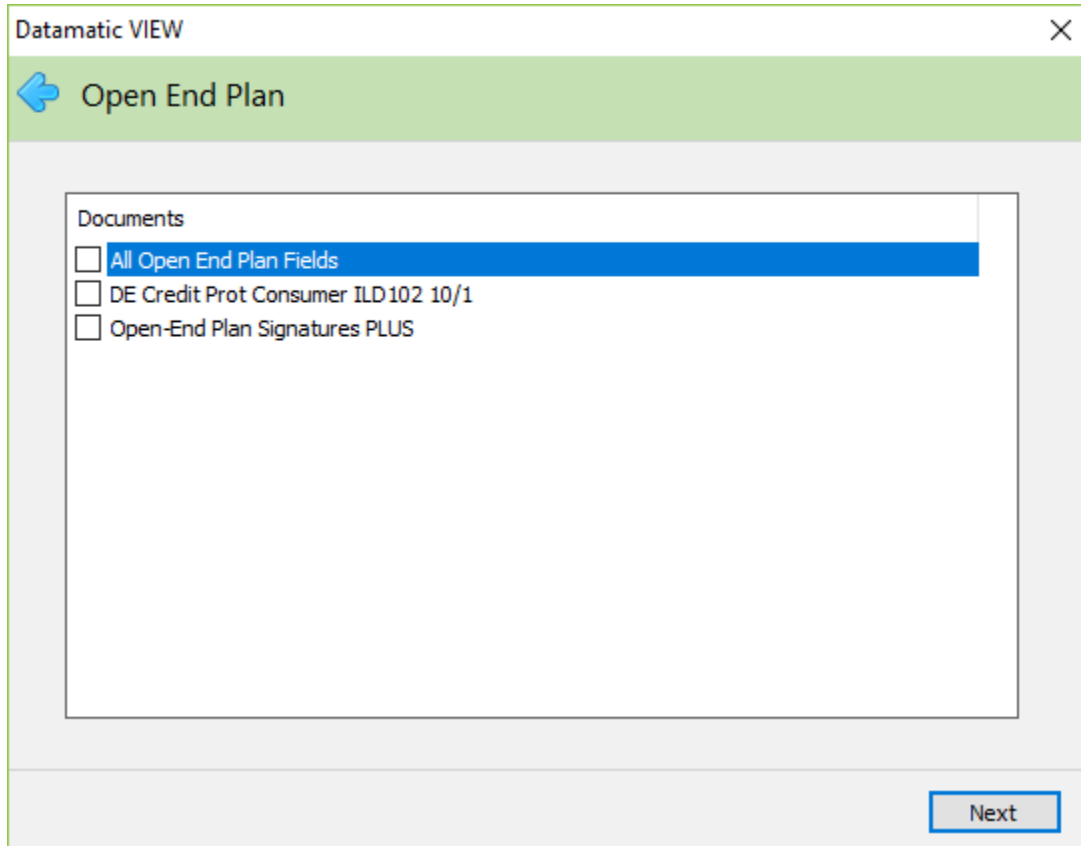 Datamatic VIEW
Open End Plan
Documents
All Open End Plan Fields
DE Credit Prot Consumer ILD102 10/1
Open-End Plan Signatures PLUS
Next